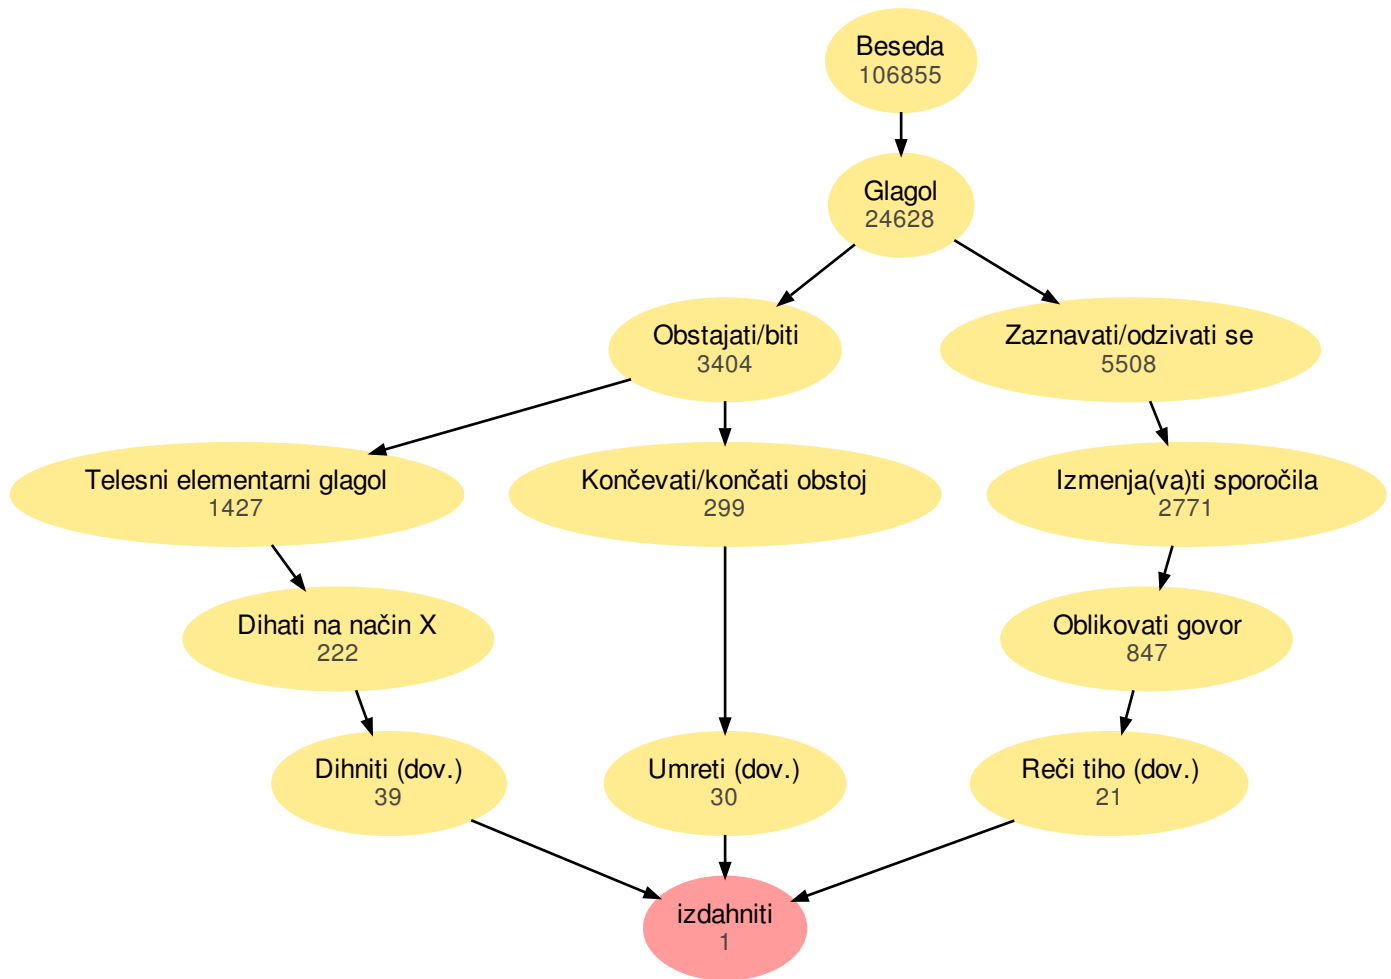 Beseda
106855
Glagol
24628
Obstajati/biti
3404
Zaznavati/odzivati se
5508
Telesni elementarni glagol
1427
Končevati/končati obstoj
299
Izmenja(va)ti sporočila
2771
Dihati na način X
222
Oblikovati govor
847
Dihniti (dov.)
39
Umreti (dov.)
30
Reči tiho (dov.)
21
izdahniti
1